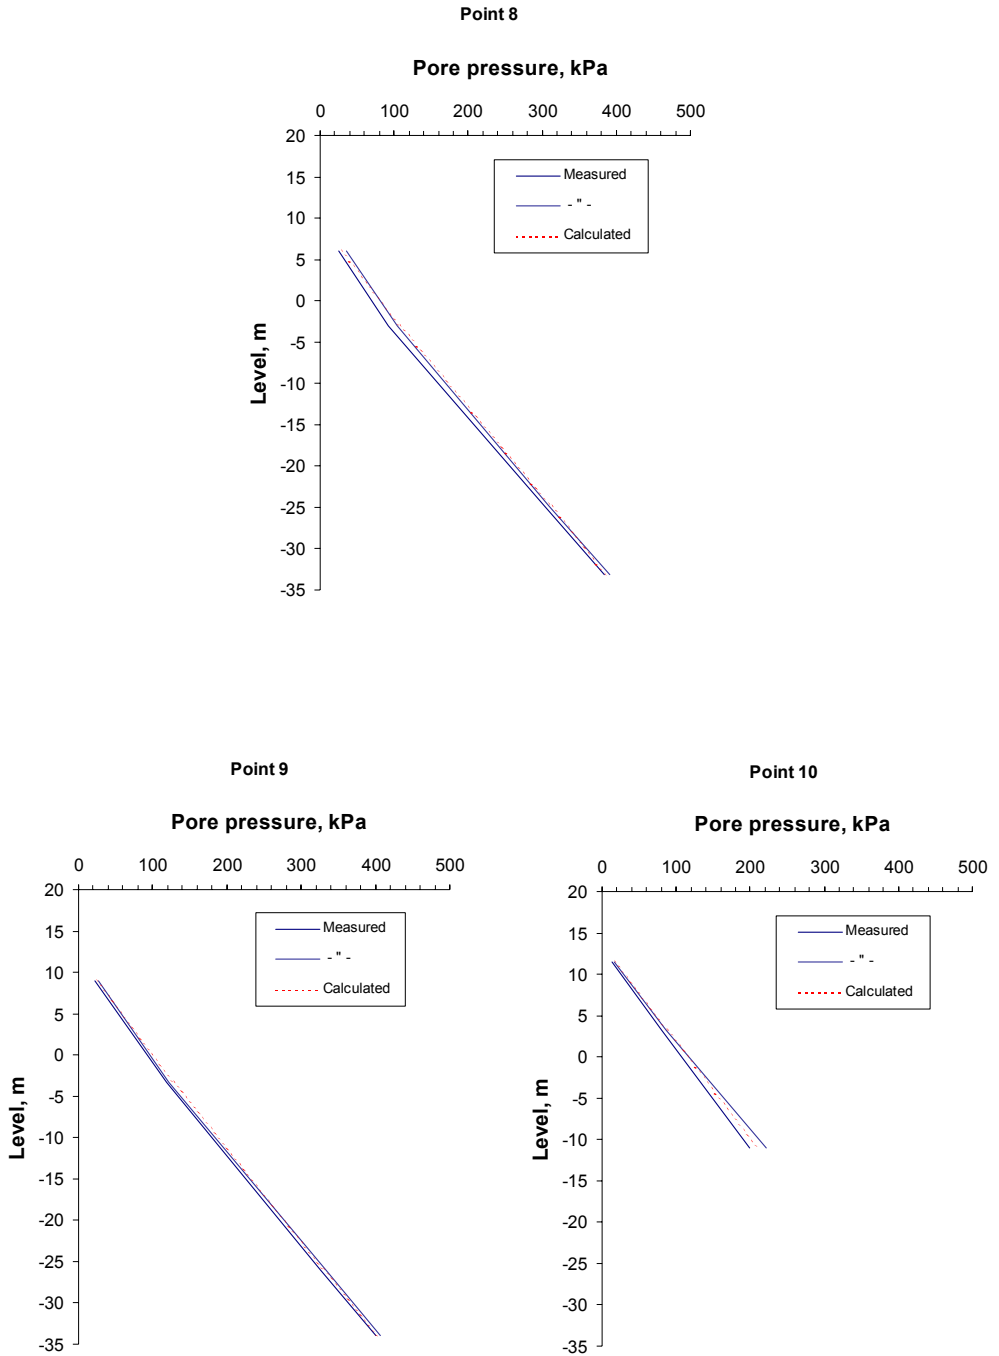 Point 8
Pore pressure, kPa
0 100 200 300 400 500
20
15
10
5
0
-5
-10
-15
-20
-25
-30
-35
Level, m
Measured
- " -
Calculated
Point 9
Pore pressure, kPa
0 100 200 300 400 500
20
15
10
5
0
-5
-10
-15
-20
-25
-30
-35
Level, m
Measured
- " -
Calculated
Point 10
Pore pressure, kPa
0 100 200 300 400 500
20
15
10
5
0
-5
-10
-15
-20
-25
-30
-35
Level, m
Measured
- " -
Calculated